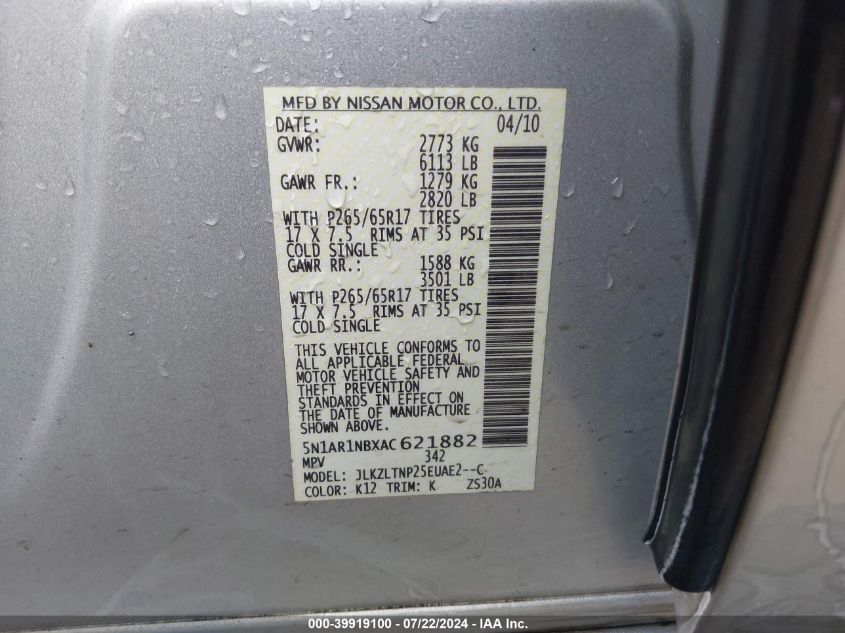 MFD BY NISSAN MOTOR CO., LTD.
DATE: 04/10
GVWR: 2773 KG
6113 LB
GAWR FR.: 1279 KG
2820 LB
WITH P265/65R17 TIRES
17 X 7.5 RIMS AT 35 PSI
COLD SINGLE
GAWR RR.: 1588 KG
3501 LB
WITH P265/65R17 TIRES
17 X 7.5 RIMS AT 35 PSI
COLD SINGLE
THIS VEHICLE CONFORMS TO
ALL APPLICABLE FEDERAL
MOTOR VEHICLE SAFETY AND
THEFT PREVENTION
STANDARDS IN EFFECT ON
THE DATE OF MANUFACTURE
SHOWN ABOVE.
5N1AR1NBXAC621882
MPV 342
MODEL: JLKZLTNP25EUAE2--C
COLOR: K12 TRIM: K ZS30A
000-39919100 - 07/22/2024 - IAA Inc.